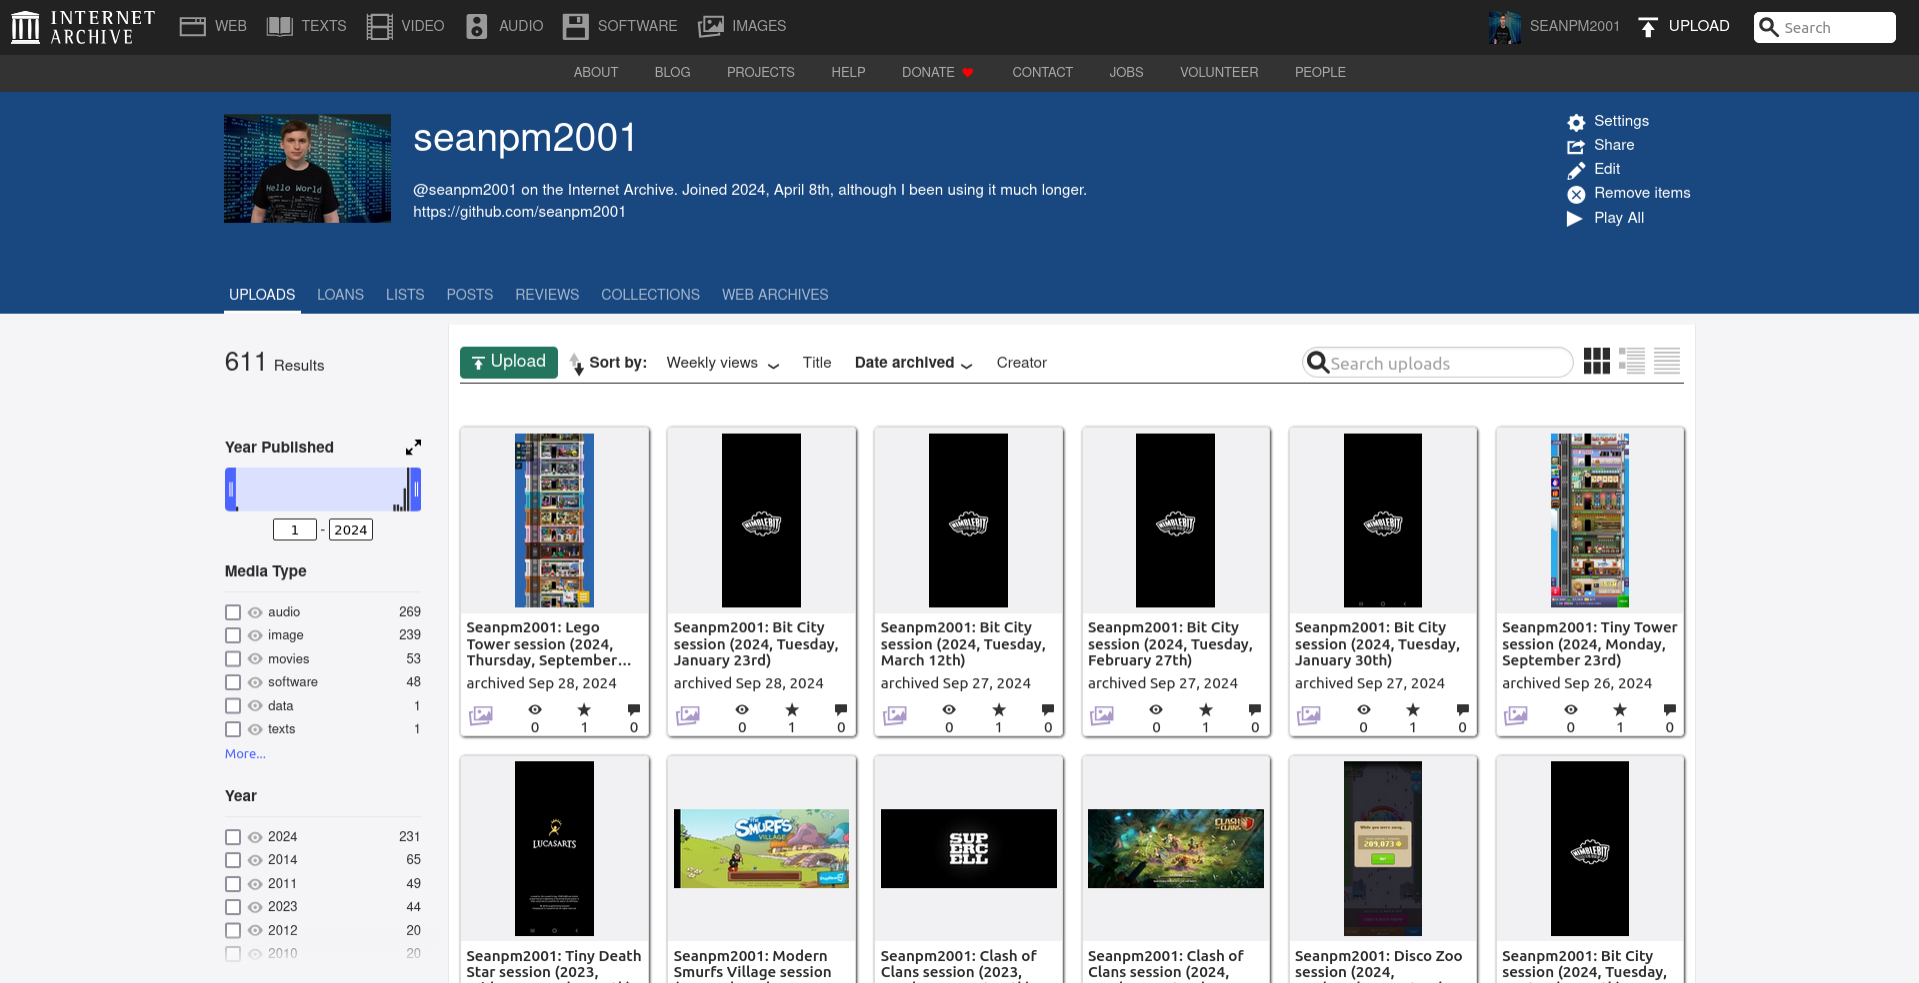 INTERNET
ARCHIVE
WEB
TEXTS
VIDEO
AUDIO
SOFTWARE
IMAGES
SEANPM2001
UPLOAD
Search
ABOUT
BLOG
PROJECTS
HELP
DONATE
CONTACT
JOBS
VOLUNTEER
PEOPLE
Hello World
seanpm2001
@seanpm2001 on the Internet Archive. Joined 2024, April 8th, although I been using it much longer.
https://github.com/seanpm2001
Settings
Share
Edit
Remove items
Play All
UPLOADS
LOANS
LISTS
POSTS
REVIEWS
COLLECTIONS
WEB ARCHIVES
611 Results
Year Published
1 - 2024
Media Type
audio 269
image 239
movies 53
software 48
data 1
texts 1
More...
Year
2024 231
2014 65
2011 49
2023 44
2012 20
2010 20
Upload
Sort by:
Weekly views
Title
Date archived
Creator
Search uploads
Seanpm2001: Lego
Tower session (2024,
Thursday, September...
archived Sep 28, 2024
0 1 0
NIMBLEBIT
Seanpm2001: Bit City
session (2024, Tuesday,
January 23rd)
archived Sep 28, 2024
0 1 0
NIMBLEBIT
Seanpm2001: Bit City
session (2024, Tuesday,
March 12th)
archived Sep 27, 2024
0 1 0
NIMBLEBIT
Seanpm2001: Bit City
session (2024, Tuesday,
February 27th)
archived Sep 27, 2024
0 1 0
NIMBLEBIT
Seanpm2001: Bit City
session (2024, Tuesday,
January 30th)
archived Sep 27, 2024
0 1 0
Seanpm2001: Tiny Tower
session (2024, Monday,
September 23rd)
archived Sep 26, 2024
0 1 0
LUCASARTS
Seanpm2001: Tiny Death
Star session (2023,
THE SMURFS
VILLAGE
Seanpm2001: Modern
Smurfs Village session
SUP
ERC
ELL
Seanpm2001: Clash of
Clans session (2023,
CLASH OF CLANS
Seanpm2001: Clash of
Clans session (2024,
While you were away...
209,073
Seanpm2001: Disco Zoo
session (2024,
NIMBLEBIT
Seanpm2001: Bit City
session (2024, Tuesday,